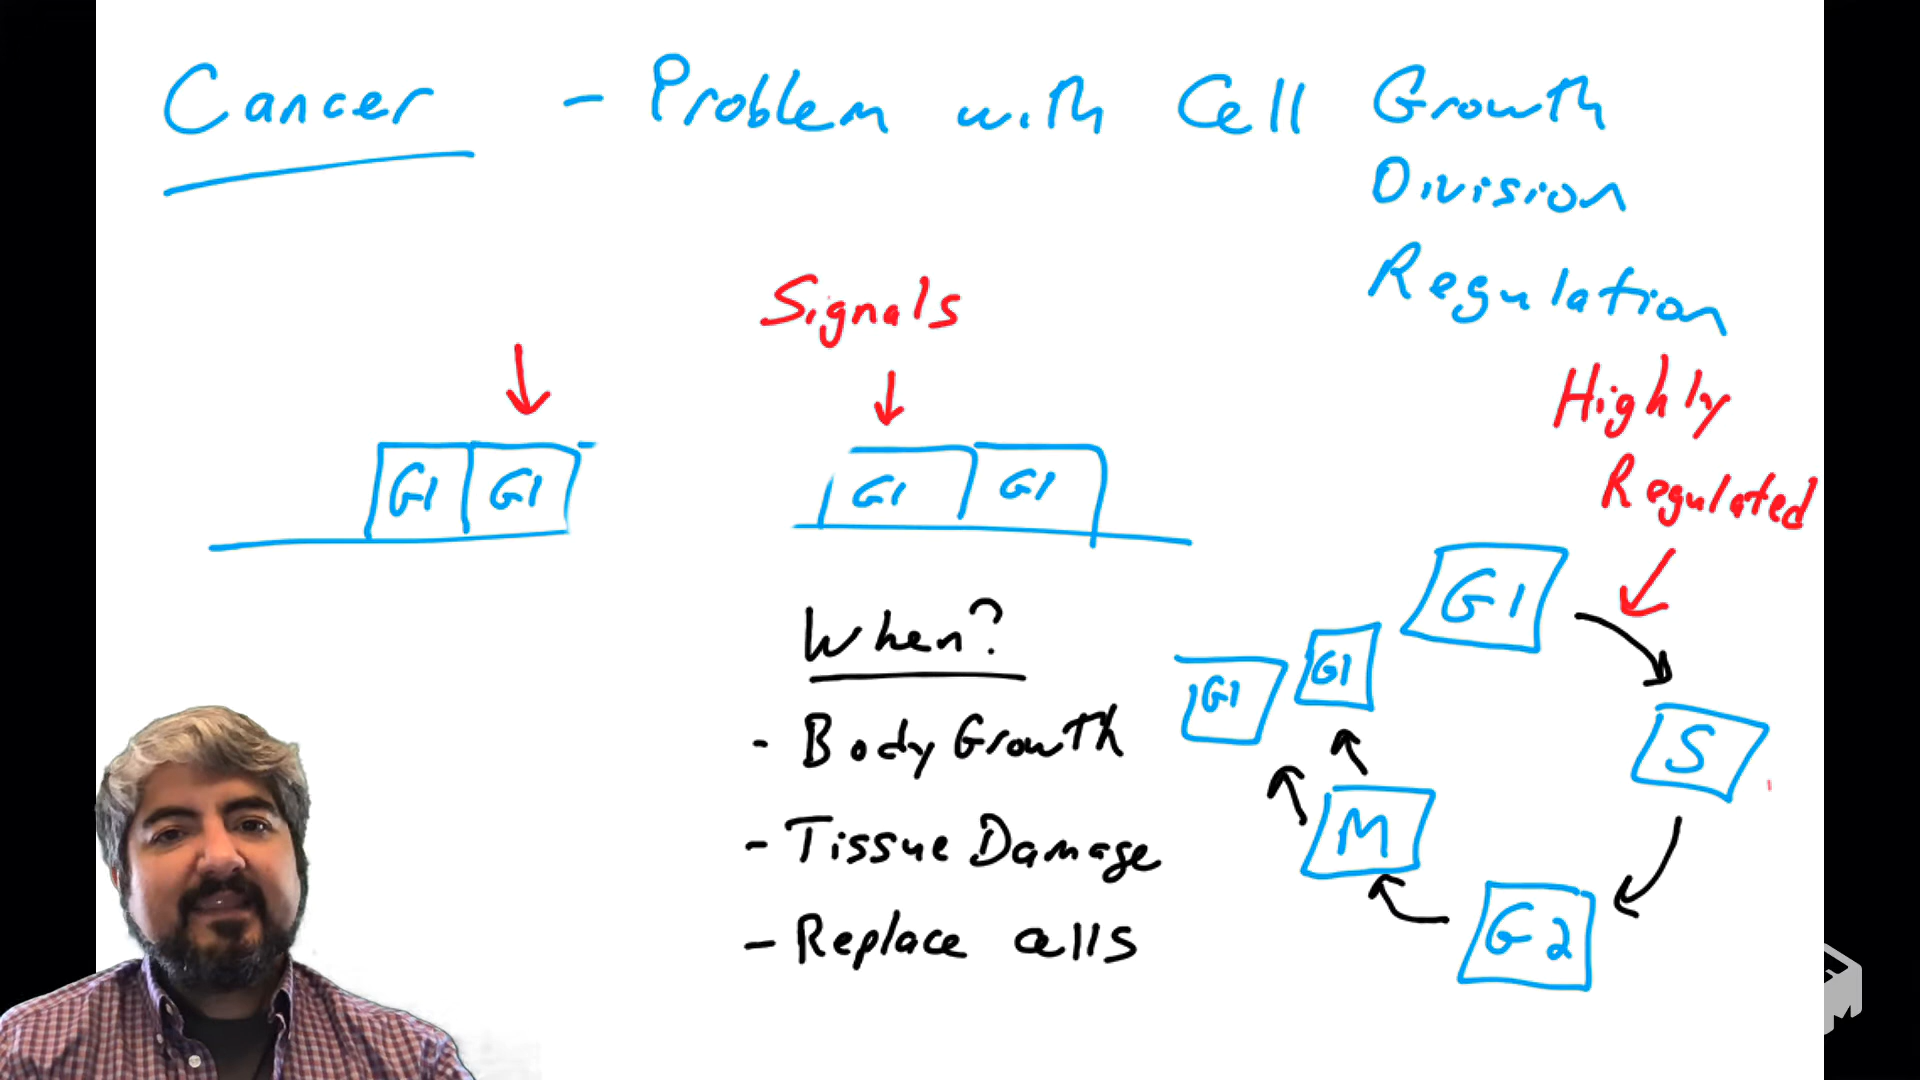 Cancer - Problem with Cell Growth
Division
Regulation
Signals
Highly
Regulated
G1 G1
G1 G1
When?
- Body Growth
- Tissue Damage
- Replace cells
G1
S
G2
M
G1
G1